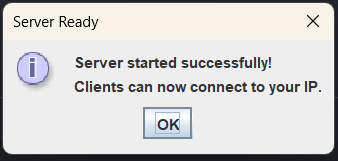 Server Ready
Server started successfully!
Clients can now connect to your IP.
OK